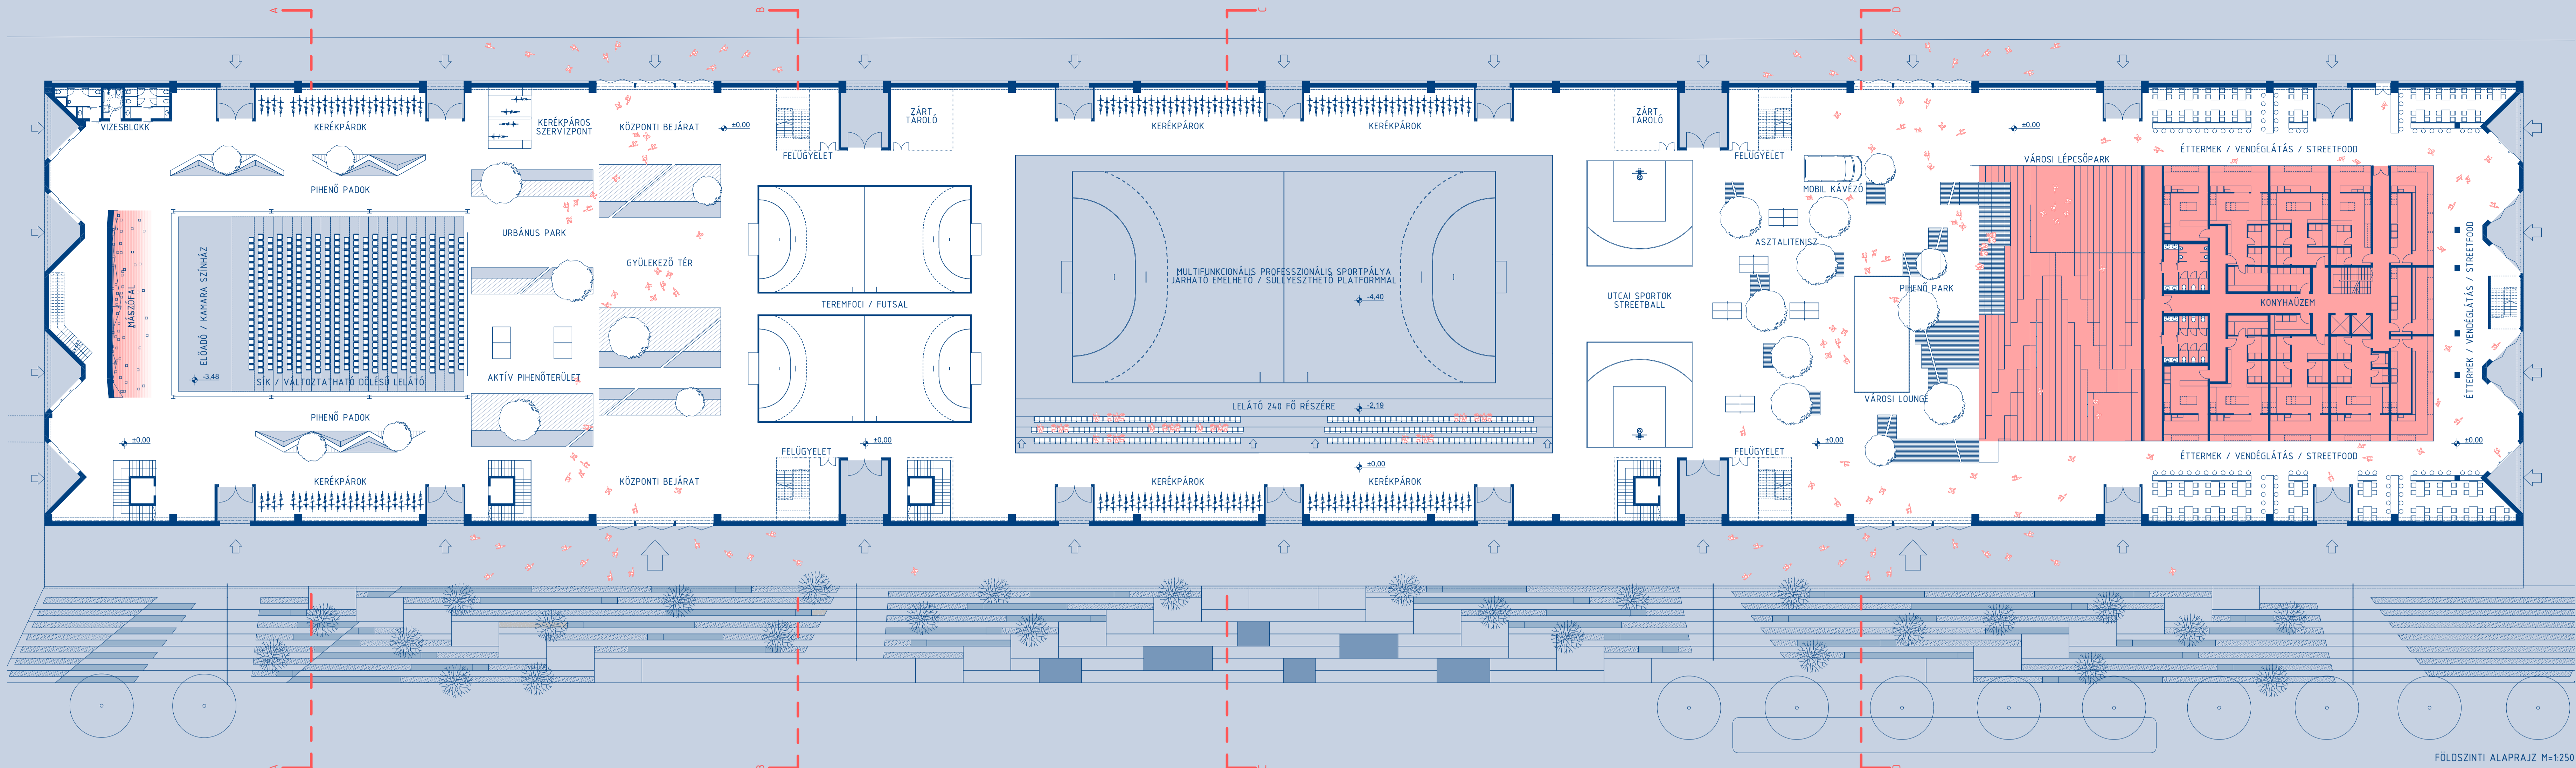 A
B
C
D
VIZESBLOKK
KERÉKPÁROK
KERÉKPÁROS
SZERVÍZPONT
KÖZPONTI BEJÁRAT
±0,00
FELÜGYELET
ZÁRT
TÁROLÓ
KERÉKPÁROK
KERÉKPÁROK
ZÁRT
TÁROLÓ
FELÜGYELET
±0,00
ÉTTERMEK / VENDÉGLÁTÁS / STREETFOOD
VÁROSI LÉPCSŐPARK
PIHENŐ PADOK
MOBIL KÁVÉZÓ
MÁSZÓFAL
ELŐADÓ / KAMARA SZÍNHÁZ
-3,48
SÍK / VÁLTOZTATHATÓ DŐLÉSŰ LELÁTÓ
URBÁNUS PARK
GYÜLEKEZŐ TÉR
AKTÍV PIHENŐTERÜLET
TEREMFOCI / FUTSAL
MULTIFUNKCIONÁLIS PROFESSZIONÁLIS SPORTPÁLYA
JÁRHATÓ EMELHETŐ / SÜLLYESZTHETŐ PLATFORMMAL
-4,40
UTCAI SPORTOK
STREETBALL
ASZTALITENISZ
PIHENŐ PARK
VÁROSI LOUNGE
KONYHAÜZEM
ÉTTERMEK / VENDÉGLÁTÁS / STREETFOOD
LELÁTÓ 240 FŐ RÉSZÉRE
-2,19
PIHENŐ PADOK
±0,00
±0,00
±0,00
±0,00
±0,00
FELÜGYELET
FELÜGYELET
ÉTTERMEK / VENDÉGLÁTÁS / STREETFOOD
KERÉKPÁROK
KÖZPONTI BEJÁRAT
KERÉKPÁROK
KERÉKPÁROK
A
B
C
D
FÖLDSZINTI ALAPRAJZ M=1:250